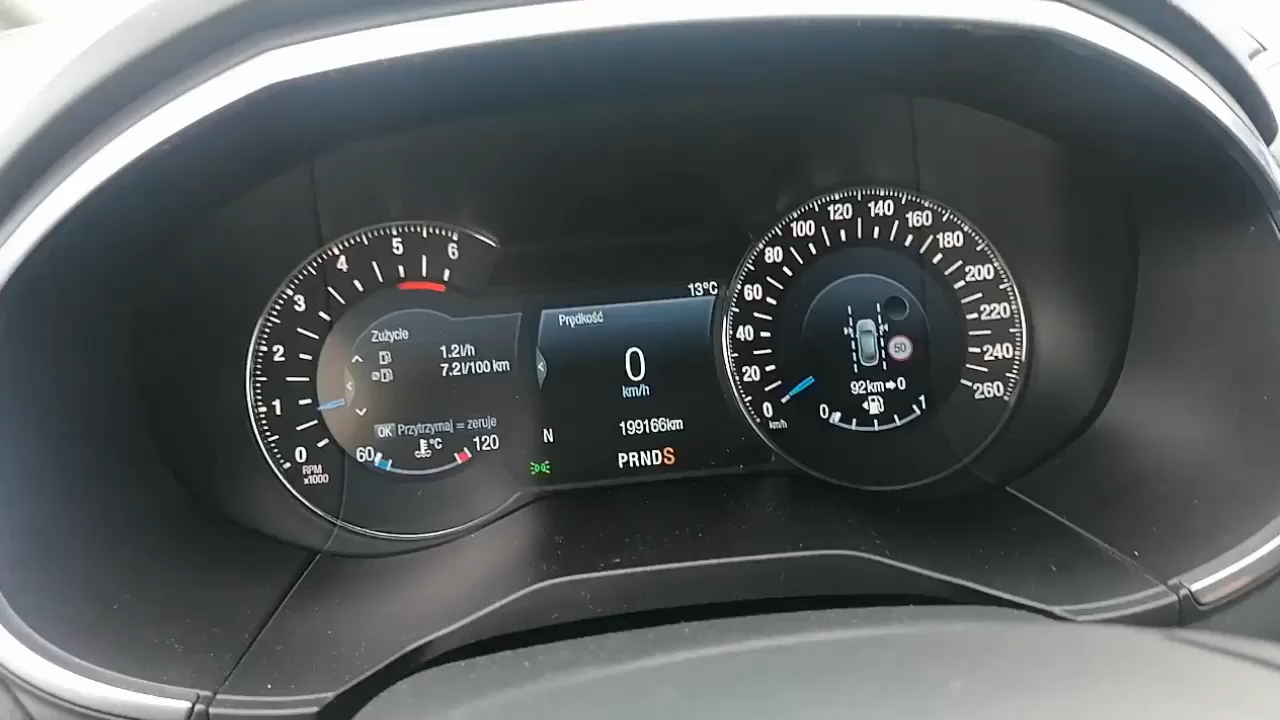 0
1
2
3
4
5
6
RPM
x1000
Zużycie
1.2l/h
7.2l/100 km
OK Przytrzymaj = zeruje
°C
60
120
13°C
Prędkość
0
km/h
N
199166km
PRNDS
0
20
40
60
80
100
120
140
160
180
200
220
240
260
km/h
50
92km→0
0
1